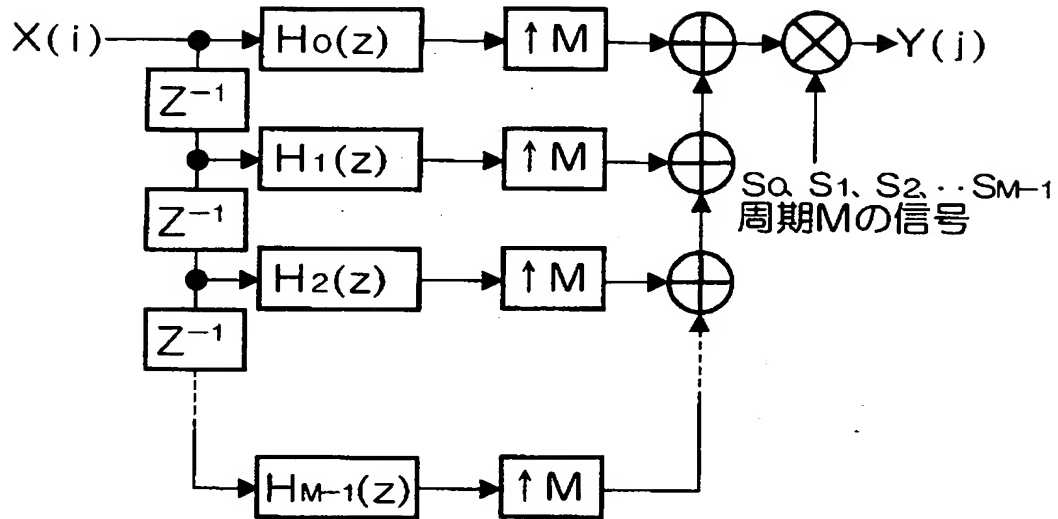 X(i) H0(z) ↑M Y(j)
Z⁻¹
H1(z) ↑M
Z⁻¹
S0、S1、S2、‥SM-1
周期Mの信号
H2(z) ↑M
Z⁻¹
HM-1(z) ↑M